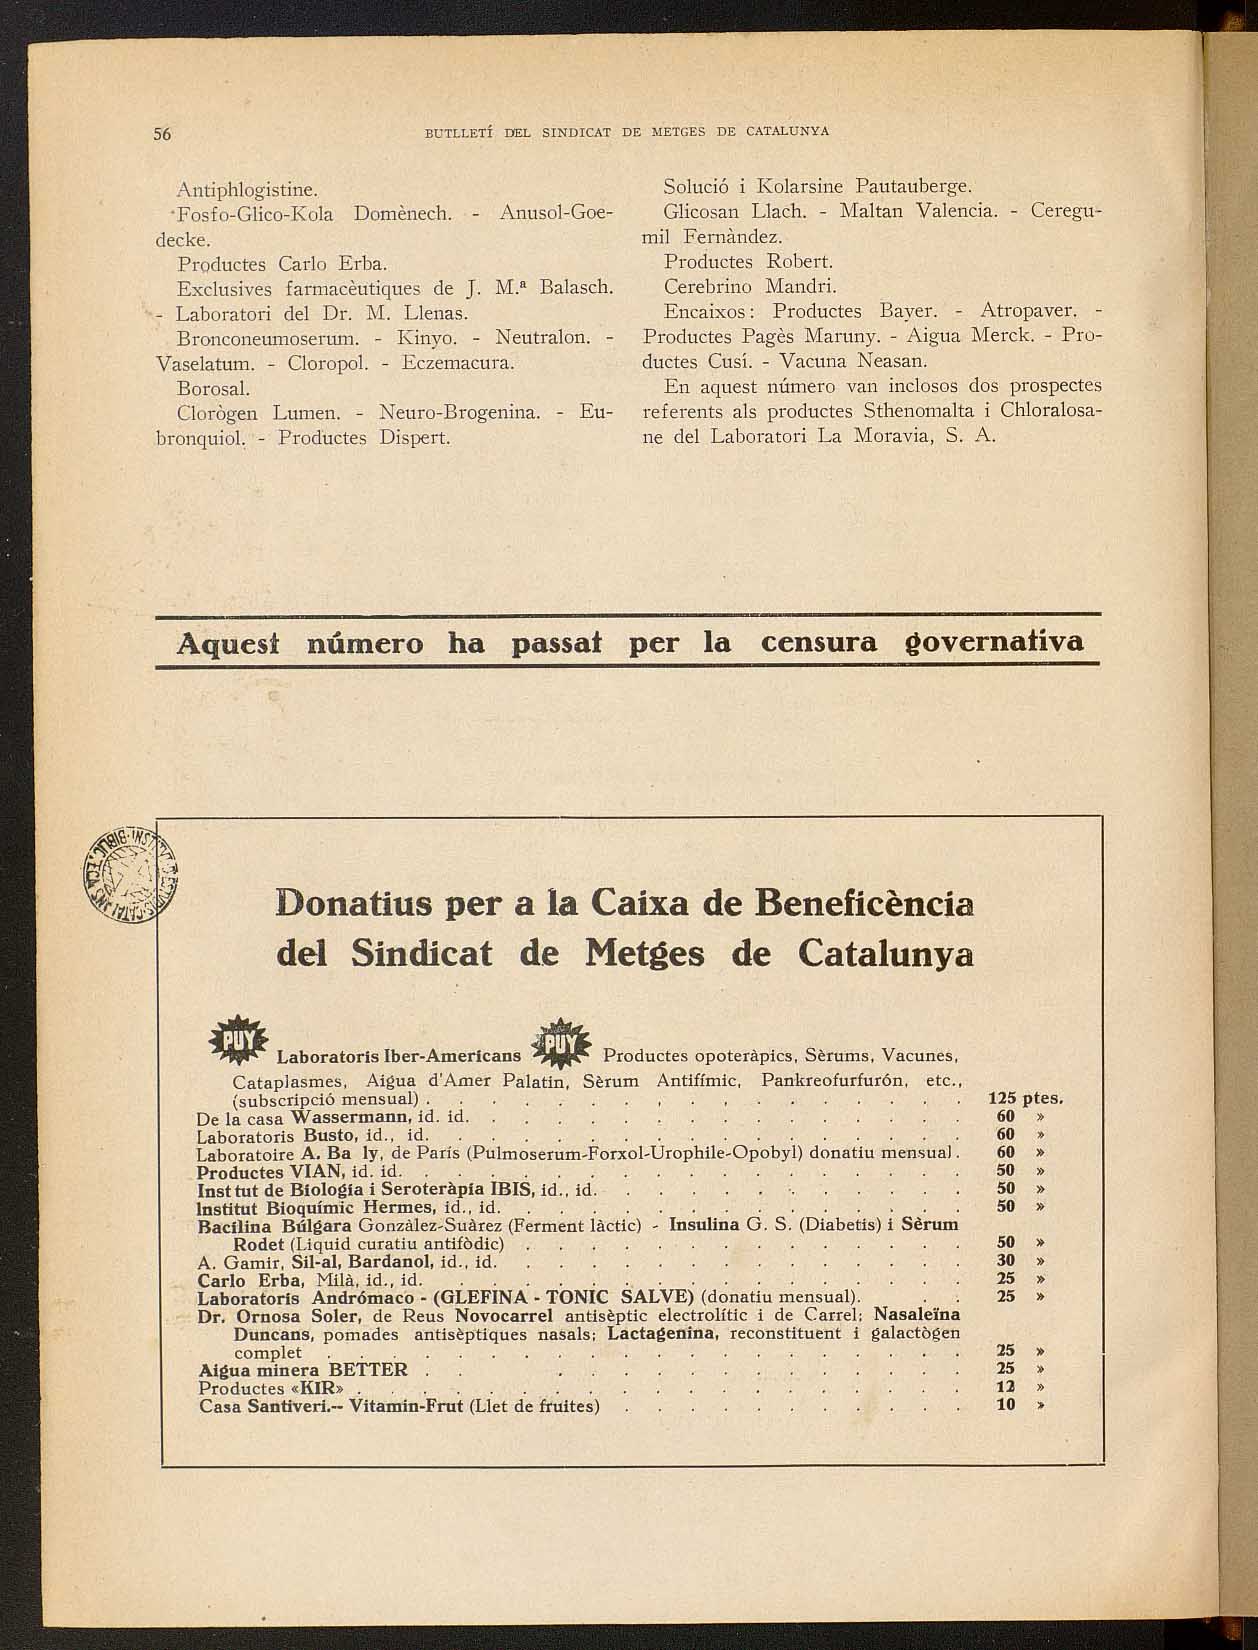 56
BUTLLETÍ DEL SINDICAT DE METGES DE CATALUNYA
Antiphlogistine.
Fosfo-Glico-Kola Domènech. - Anusol-Goe-
decke.
Productes Carlo Erba.
Exclusives farmacèutiques de J. M.ª Balasch.
- Laboratori del Dr. M. Llenas.
Bronconeumoserum. - Kinyo. - Neutralon. -
Vaselatum. - Cloropol. - Eczemacura.
Borosal.
Clorògen Lumen. - Neuro-Brogenina. - Eu-
bronquiol. - Productes Dispert.
Solució i Kolarsine Pautauberge.
Glicosan Llach. - Maltan Valencia. - Ceregu-
mil Fernàndez.
Productes Robert.
Cerebrino Mandri.
Encaixos: Productes Bayer. - Atropaver. -
Productes Pagès Maruny. - Aigua Merck. - Pro-
ductes Cusí. - Vacuna Neasan.
En aquest número van inclosos dos prospectes
referents als productes Sthenomalta i Chloralosa-
ne del Laboratori La Moravia, S. A.
Aquest número ha passat per la censura governativa
INSTITVT D'ESTVDIS CATALANS BIBLIOTECA
Donatius per a la Caixa de Beneficència
del Sindicat de Metges de Catalunya
PUY Laboratoris Iber-Americans PUY Productes opoteràpics, Sèrums, Vacunes,
Cataplasmes, Aigua d'Amer Palatin, Sèrum Antifímic, Pankreofurfurón, etc.,
(subscripció mensual) . . . . . . . . . . . . . . . . . 125 ptes.
De la casa Wassermann, id. id. . . . . . . . . . . . . . . . 60 »
Laboratoris Busto, id., id. . . . . . . . . . . . . . . . . 60 »
Laboratoire A. Ba ly, de París (Pulmoserum-Forxol-Urophile-Opobyl) donatiu mensual . 60 »
Productes VIAN, id. id. . . . . . . . . . . . . . . . . . 50 »
Inst tut de Biologia i Seroteràpia IBIS, id., id. . . . . . . . . . . . 50 »
Institut Bioquímic Hermes, id., id. . . . . . . . . . . . . . . 50 »
Bacilina Búlgara Gonzàlez-Suàrez (Ferment làctic) - Insulina G. S. (Diabetis) i Sèrum
Rodet (Liquid curatiu antifòdic) . . . . . . . . . . . . . . 50 »
A. Gamir, Sil-al, Bardanol, id., id. . . . . . . . . . . . . . . 30 »
Carlo Erba, Milà, id., id. . . . . . . . . . . . . . . . . . 25 »
Laboratoris Andrómaco - (GLEFINA - TONIC SALVE) (donatiu mensual). . . 25 »
Dr. Ornosa Soler, de Reus Novocarrel antisèptic electrolític i de Carrel; Nasaleïna
Duncans, pomades antisèptiques nasals; Lactagenina, reconstituent i galactògen
complet . . . . . . . . . . . . . . . . . . . . 25 »
Aigua minera BETTER . . . . . . . . . . . . . . . 25 »
Productes «KIR» . . . . . . . . . . . . . . . . . . . 12 »
Casa Santiveri.-- Vitamin-Frut (Llet de fruites) . . . . . . . . . . . 10 »